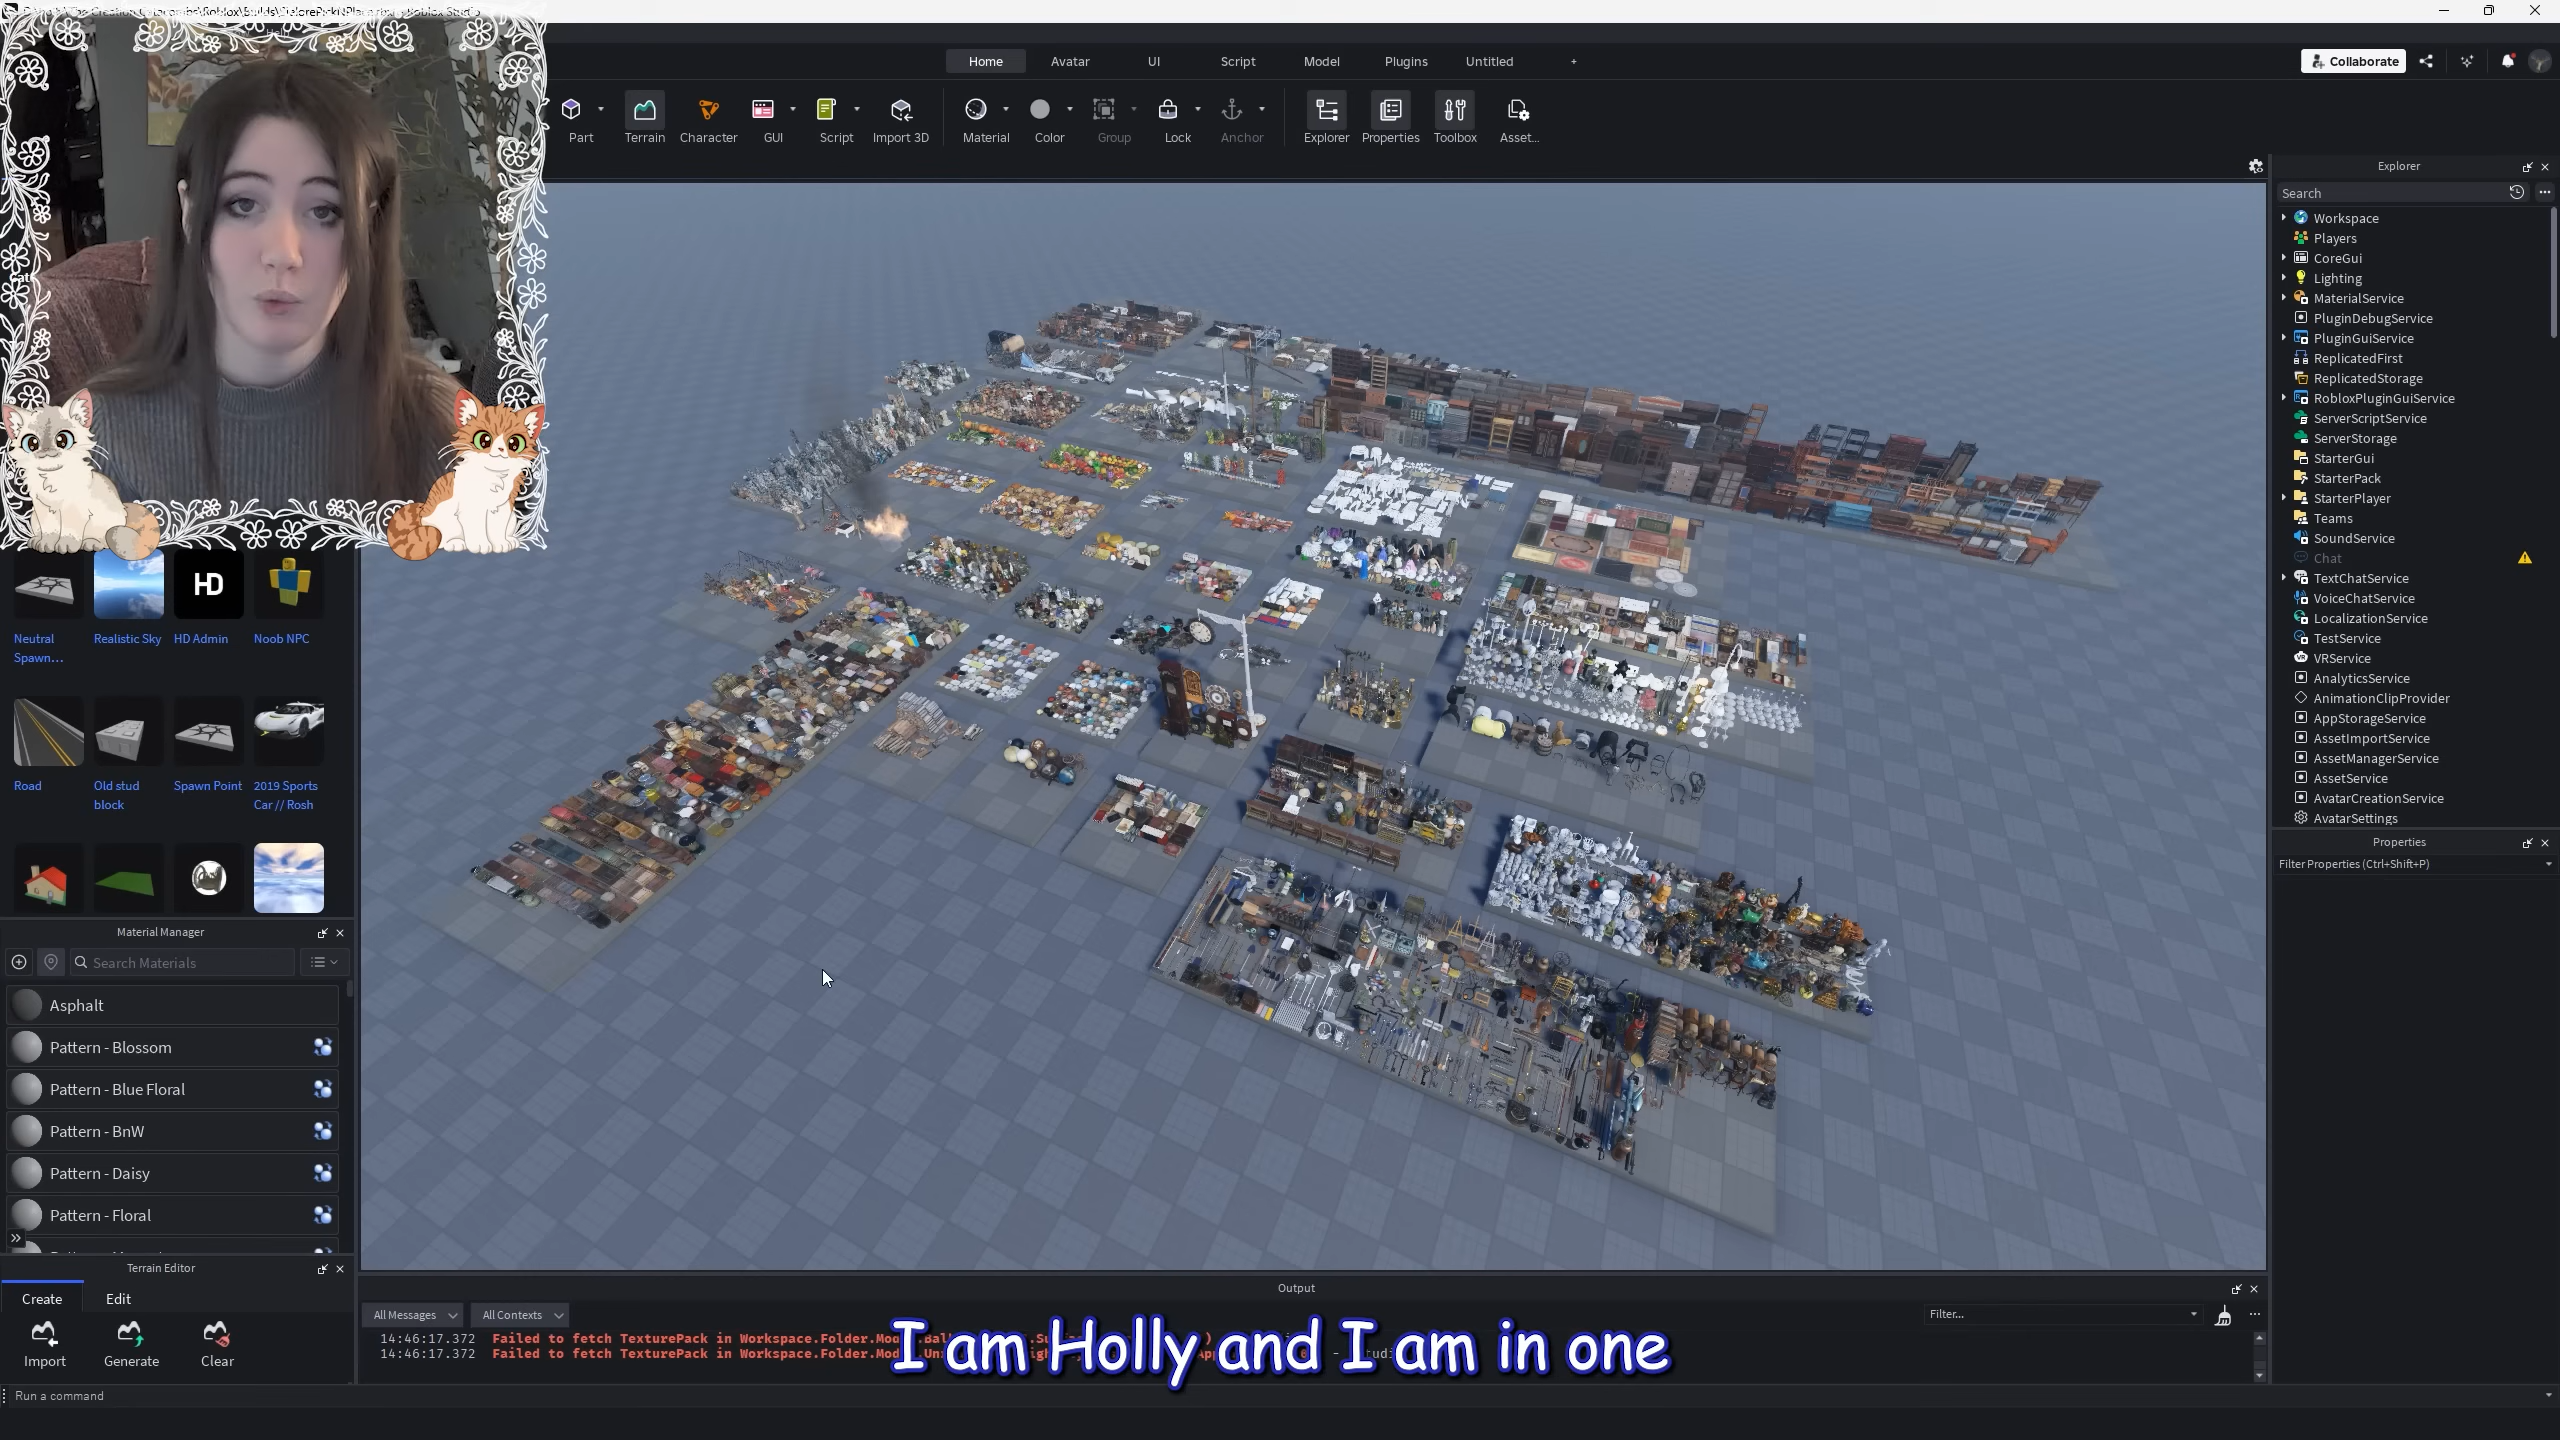 Home
Avatar
UI
Script
Model
Plugins
Untitled
+
Collaborate
Part
Terrain
Character
GUI
Script
Import 3D
Material
Color
Group
Lock
Anchor
Explorer
Properties
Toolbox
Asset...
Explorer
Search
Workspace
Players
CoreGui
Lighting
MaterialService
PluginDebugService
PluginGuiService
ReplicatedFirst
ReplicatedStorage
RobloxPluginGuiService
ServerScriptService
ServerStorage
StarterGui
StarterPack
StarterPlayer
Teams
SoundService
Chat
TextChatService
VoiceChatService
LocalizationService
TestService
VRService
AnalyticsService
AnimationClipProvider
AppStorageService
AssetImportService
AssetManagerService
AssetService
AvatarCreationService
AvatarSettings
Properties
Filter Properties (Ctrl+Shift+P)
HD
Neutral Spawn...
Realistic Sky
HD Admin
Noob NPC
Road
Old stud block
Spawn Point
2019 Sports Car // Rosh
Material Manager
Search Materials
Asphalt
Pattern - Blossom
Pattern - Blue Floral
Pattern - BnW
Pattern - Daisy
Pattern - Floral
Terrain Editor
Create
Edit
Import
Generate
Clear
Output
All Messages
All Contexts
Filter...
14:46:17.372 Failed to fetch TexturePack in Workspace.Folder.Mod
14:46:17.372 Failed to fetch TexturePack in Workspace.Folder.Mod
I am Holly and I am in one
Run a command